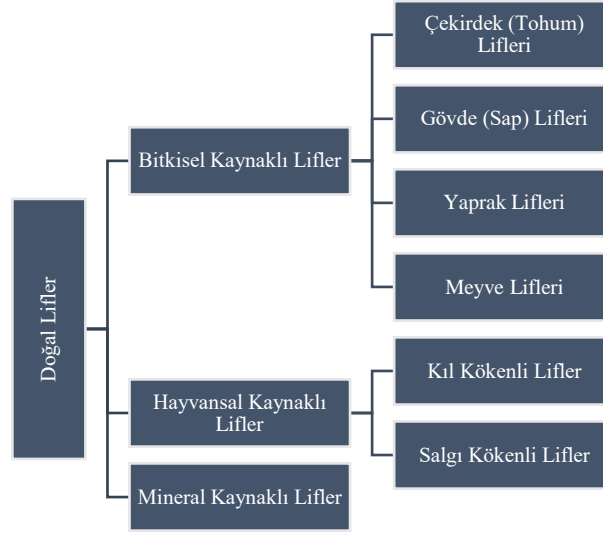 Doğal Lifler
Bitkisel Kaynaklı Lifler
Çekirdek (Tohum)
Lifleri
Gövde (Sap) Lifleri
Yaprak Lifleri
Meyve Lifleri
Hayvansal Kaynaklı
Lifler
Kıl Kökenli Lifler
Salgı Kökenli Lifler
Mineral Kaynaklı Lifler